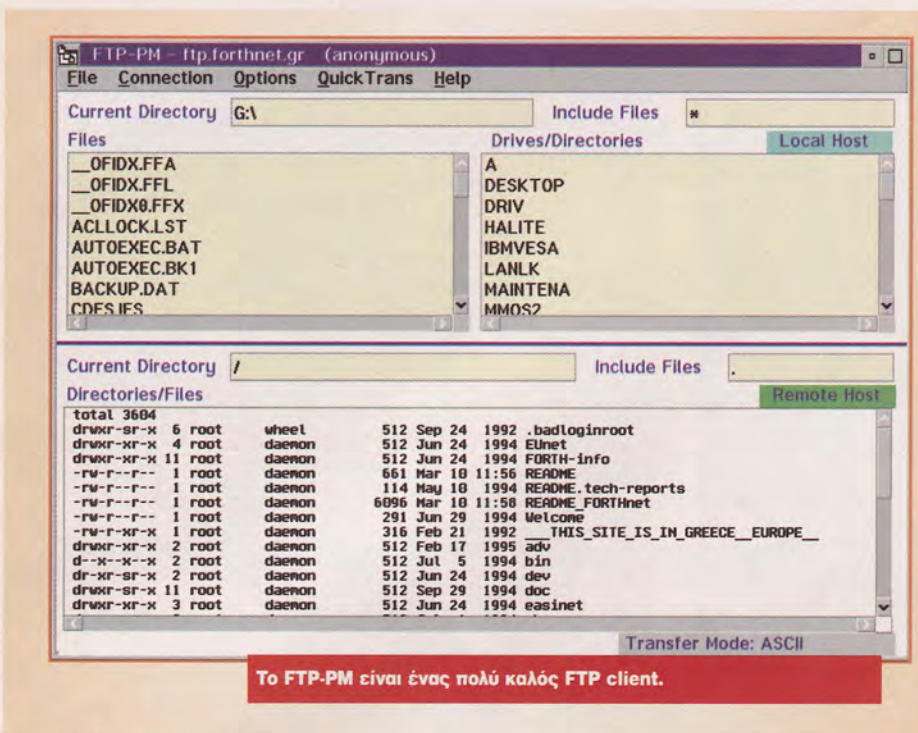 FTP-PM – ftp.forthnet.gr (anonymous)
File Connection Options QuickTrans Help
Current Directory G:\ Include Files *
Files Drives/Directories Local Host
__OFIDX.FFA
__OFIDX.FFL
__OFIDX0.FFX
ACLLOCK.LST
AUTOEXEC.BAT
AUTOEXEC.BK1
BACKUP.DAT
CDFS.IFS
A
DESKTOP
DRIV
HALITE
IBMVESA
LANLK
MAINTENA
MMOS2
Current Directory / Include Files .
Directories/Files Remote Host
total 3604
drwxr-sr-x 6 root wheel 512 Sep 24 1992 .badloginroot
drwxr-xr-x 4 root daemon 512 Jun 24 1994 EUnet
drwxr-xr-x 11 root daemon 512 Jun 24 1994 FORTH-info
-rw-r--r-- 1 root daemon 661 Mar 10 11:56 README
-rw-r--r-- 1 root daemon 114 May 10 1994 README.tech-reports
-rw-r--r-- 1 root daemon 6096 Mar 10 11:58 README_FORTHnet
-rw-r--r-- 1 root daemon 291 Jun 29 1994 Welcome
-rw-r-xr-x 1 root daemon 316 Feb 21 1992 ___THIS_SITE_IS_IN_GREECE__EUROPE__
drwxr-xr-x 2 root daemon 512 Feb 17 1995 adv
d--x--x--x 2 root daemon 512 Jul 5 1994 bin
dr-xr-sr-x 2 root daemon 512 Jun 24 1994 dev
drwxr-sr-x 11 root daemon 512 Sep 29 1994 doc
drwxr-xr-x 3 root daemon 512 Jun 24 1994 easinet
Transfer Mode: ASCII
Το FTP-PM είναι ένας πολύ καλός FTP client.